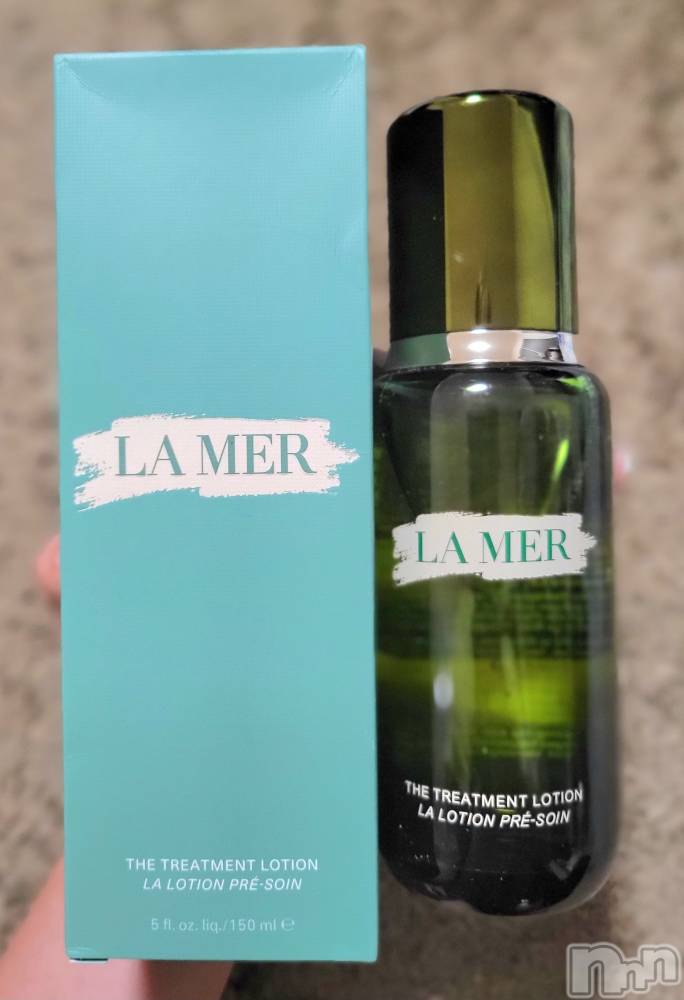 LA MER
THE TREATMENT LOTION
LA LOTION PRÉ-SOIN
5 fl. oz. liq./150 ml ℮
LA MER
THE TREATMENT LOTION
LA LOTION PRÉ-SOIN
nnn